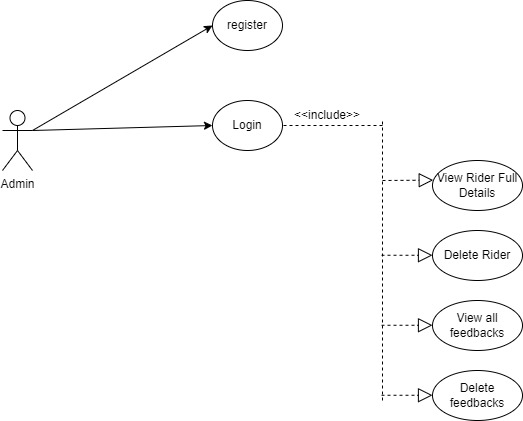 register
Login
<<include>>
Admin
View Rider Full
Details
Delete Rider
View all
feedbacks
Delete
feedbacks